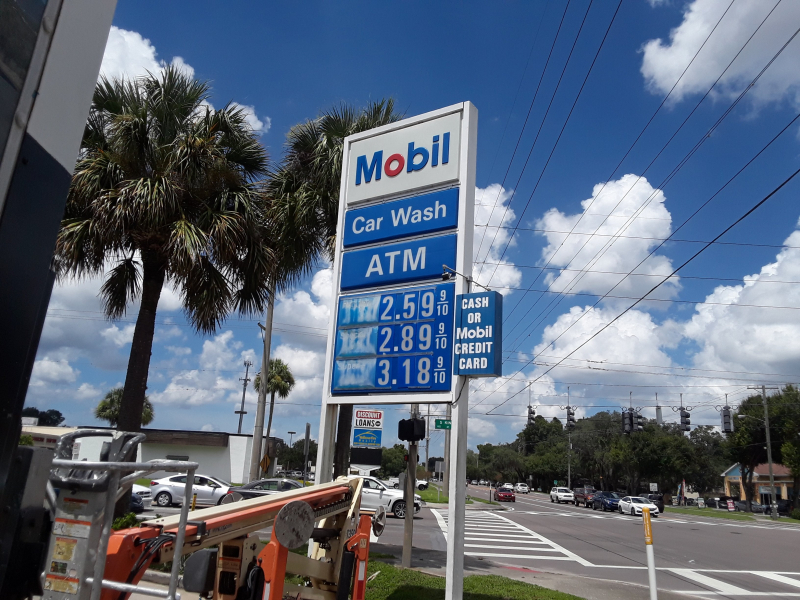 Mobil
Car Wash
ATM
2.59 9/10
2.89 9/10
3.18 9/10
CASH
OR
Mobil
CREDIT
CARD
DISCOUNT
LOANS